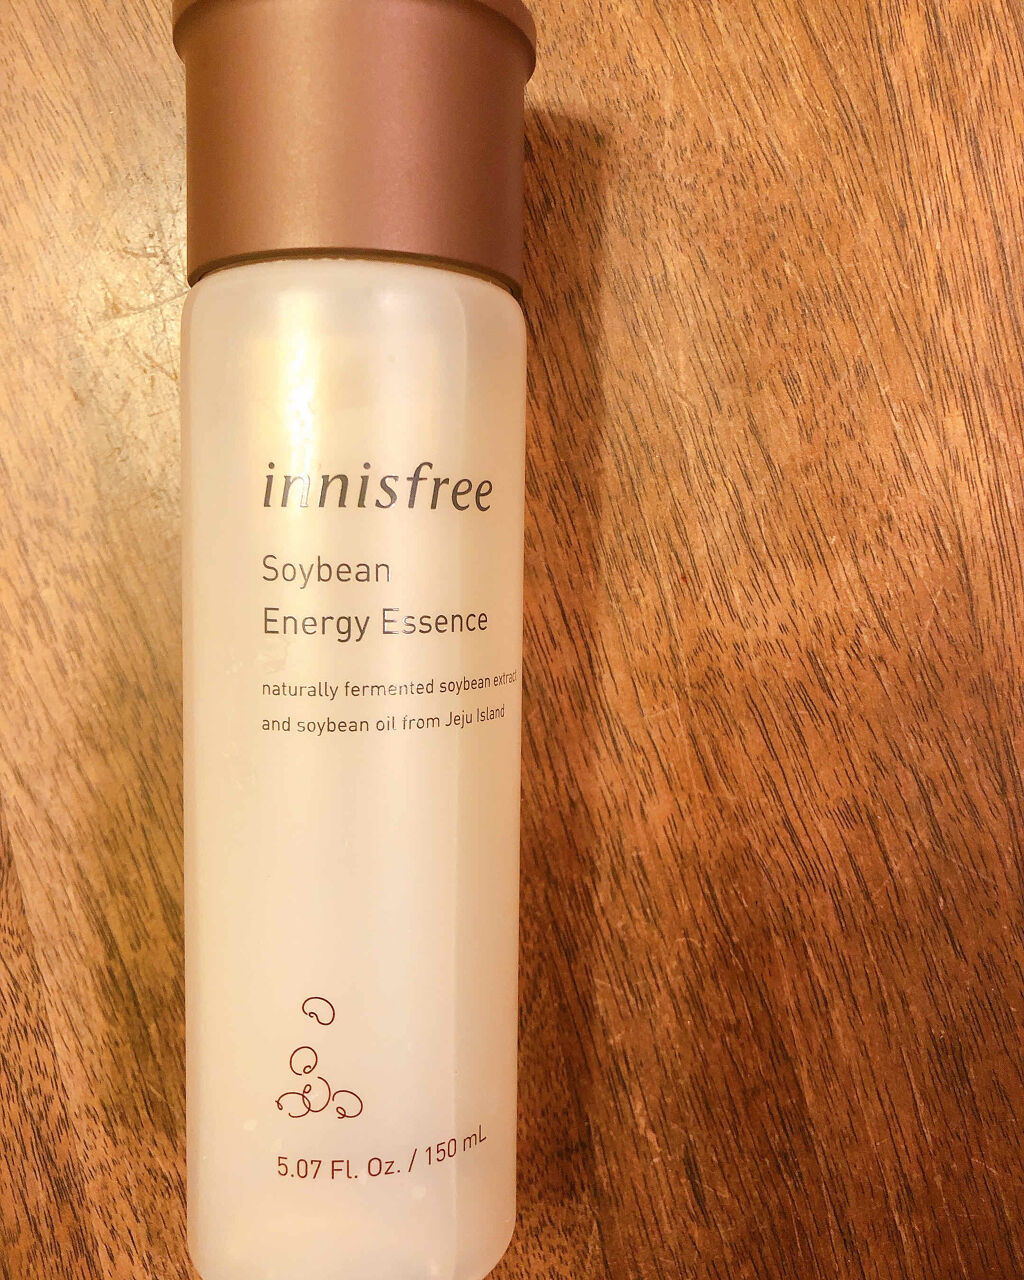 innisfree
Soybean
Energy Essence
naturally fermented soybean extract
and soybean oil from Jeju Island
5.07 Fl. Oz. / 150 mL